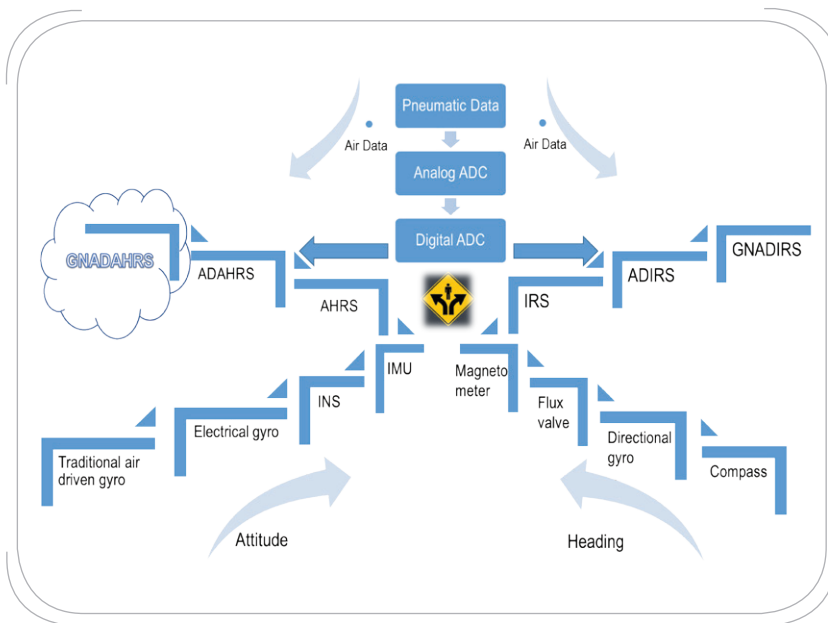 Pneumatic Data
Air Data
Air Data
Analog ADC
Digital ADC
GNADAHRS
ADAHRS
AHRS
IMU
INS
Electrical gyro
Traditional air
driven gyro
Attitude
GNADIRS
ADIRS
IRS
Magneto
meter
Flux
valve
Directional
gyro
Compass
Heading